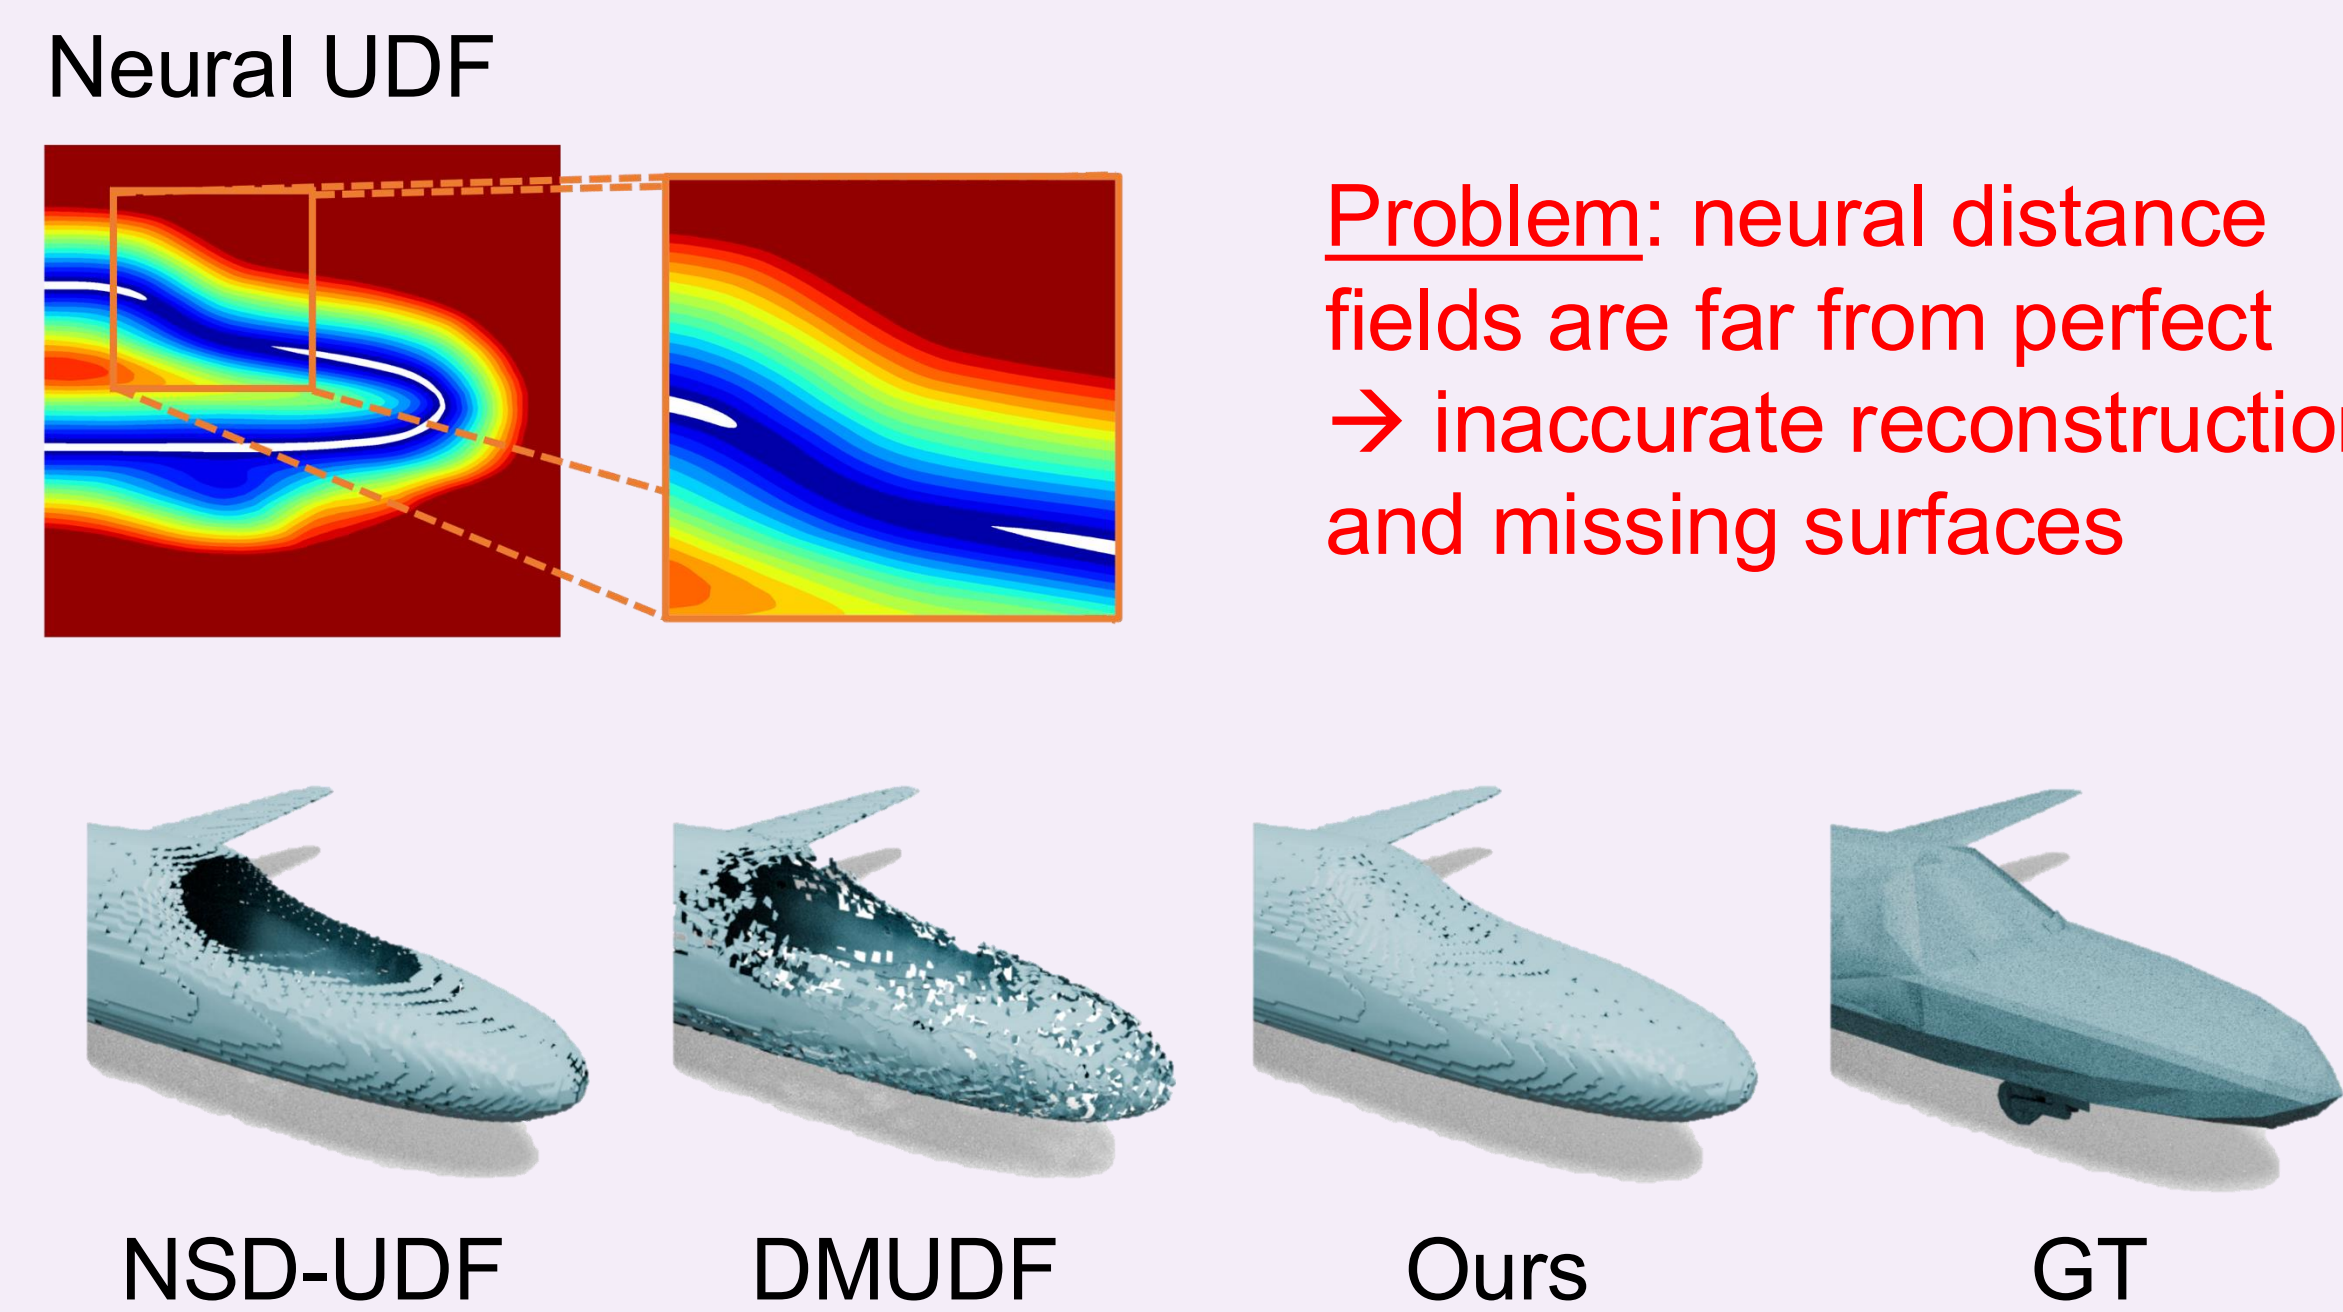 Neural UDF
Problem: neural distance
fields are far from perfect
→ inaccurate reconstruction
and missing surfaces
NSD-UDF
DMUDF
Ours
GT